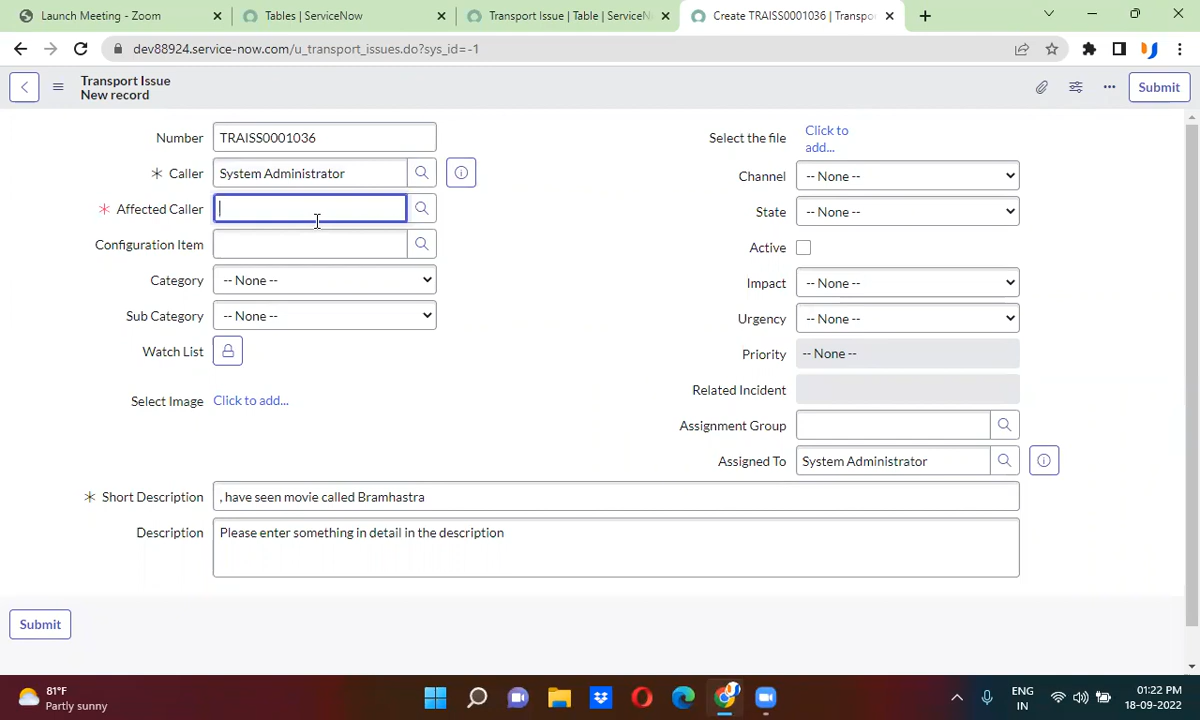 Launch Meeting - Zoom
Tables | ServiceNow
Transport Issue | Table | ServiceN
Create TRAISS0001036 | Transpor
dev88924.service-now.com/u_transport_issues.do?sys_id=-1
Transport Issue
New record
Submit
Number TRAISS0001036
Caller System Administrator
Affected Caller
Configuration Item
Category -- None --
Sub Category -- None --
Watch List
Select Image Click to add...
Select the file Click to
add...
Channel -- None --
State -- None --
Active
Impact -- None --
Urgency -- None --
Priority -- None --
Related Incident
Assignment Group
Assigned To System Administrator
Short Description , have seen movie called Bramhastra
Description Please enter something in detail in the description
Submit
81°F
Partly sunny
ENG
IN
01:22 PM
18-09-2022